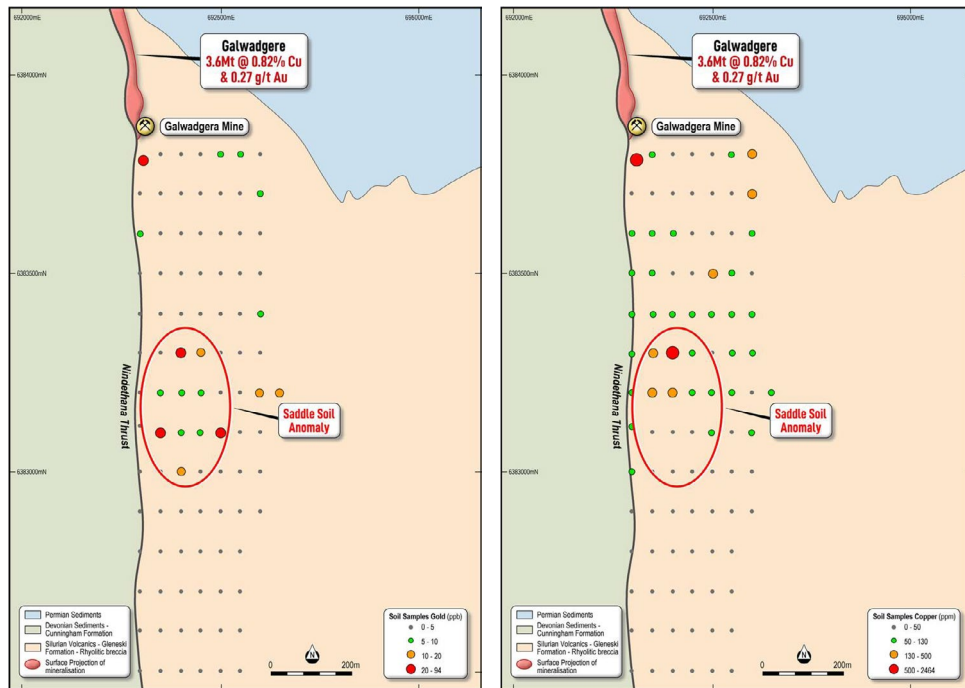 692000mE
692500mE
695000mE
6384000mN
6383500mN
6383000mN
Galwadgere
3.6Mt @ 0.82% Cu
& 0.27 g/t Au
Galwadgera Mine
Nindethana Thrust
Saddle Soil
Anomaly
Permian Sediments
Devonian Sediments -
Cunningham Formation
Silurian Volcanics - Gleneski
Formation - Rhyolitic breccia
Surface Projection of
mineralisation
N
0
200m
Soil Samples Gold (ppb)
0 - 5
5 - 10
10 - 20
20 - 94
692000mE
692500mE
695000mE
6384000mN
6383500mN
6383000mN
Galwadgere
3.6Mt @ 0.82% Cu
& 0.27 g/t Au
Galwadgera Mine
Nindethana Thrust
Saddle Soil
Anomaly
Permian Sediments
Devonian Sediments -
Cunningham Formation
Silurian Volcanics - Gleneski
Formation - Rhyolitic breccia
Surface Projection of
mineralisation
N
0
200m
Soil Samples Copper (ppm)
0 - 50
50 - 130
130 - 500
500 - 2464